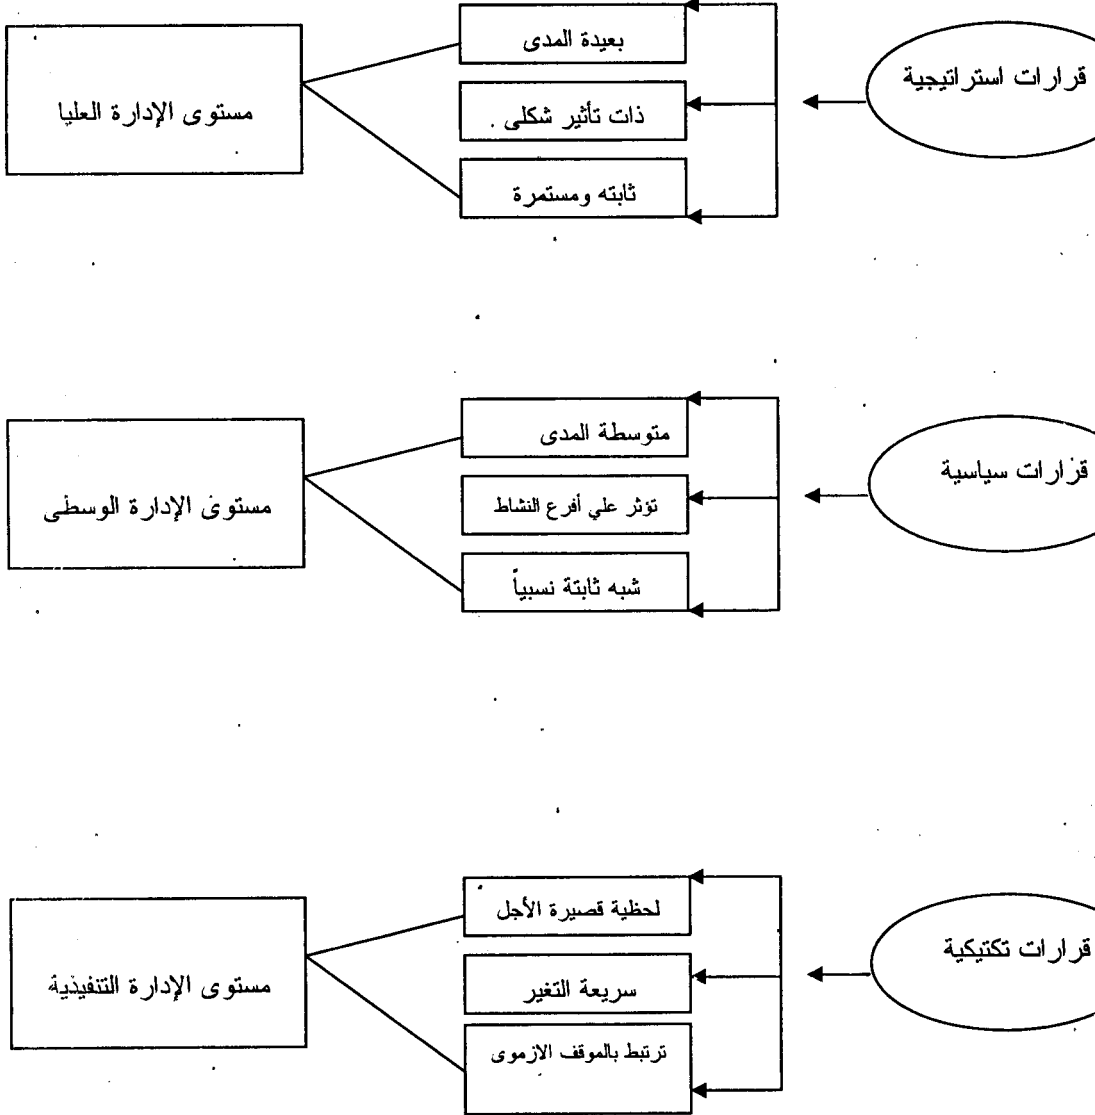 قرارات استراتيجية
بعيدة المدى
ذات تأثير شكلى
ثابته ومستمرة
مستوى الإدارة العليا
قرارات سياسية
متوسطة المدى
تؤثر علي أفرع النشاط
شبه ثابتة نسبياً
مستوى الإدارة الوسطى
قرارات تكتيكية
لحظية قصيرة الأجل
سريعة التغير
ترتبط بالموقف الازموى
مستوى الإدارة التنفيذية